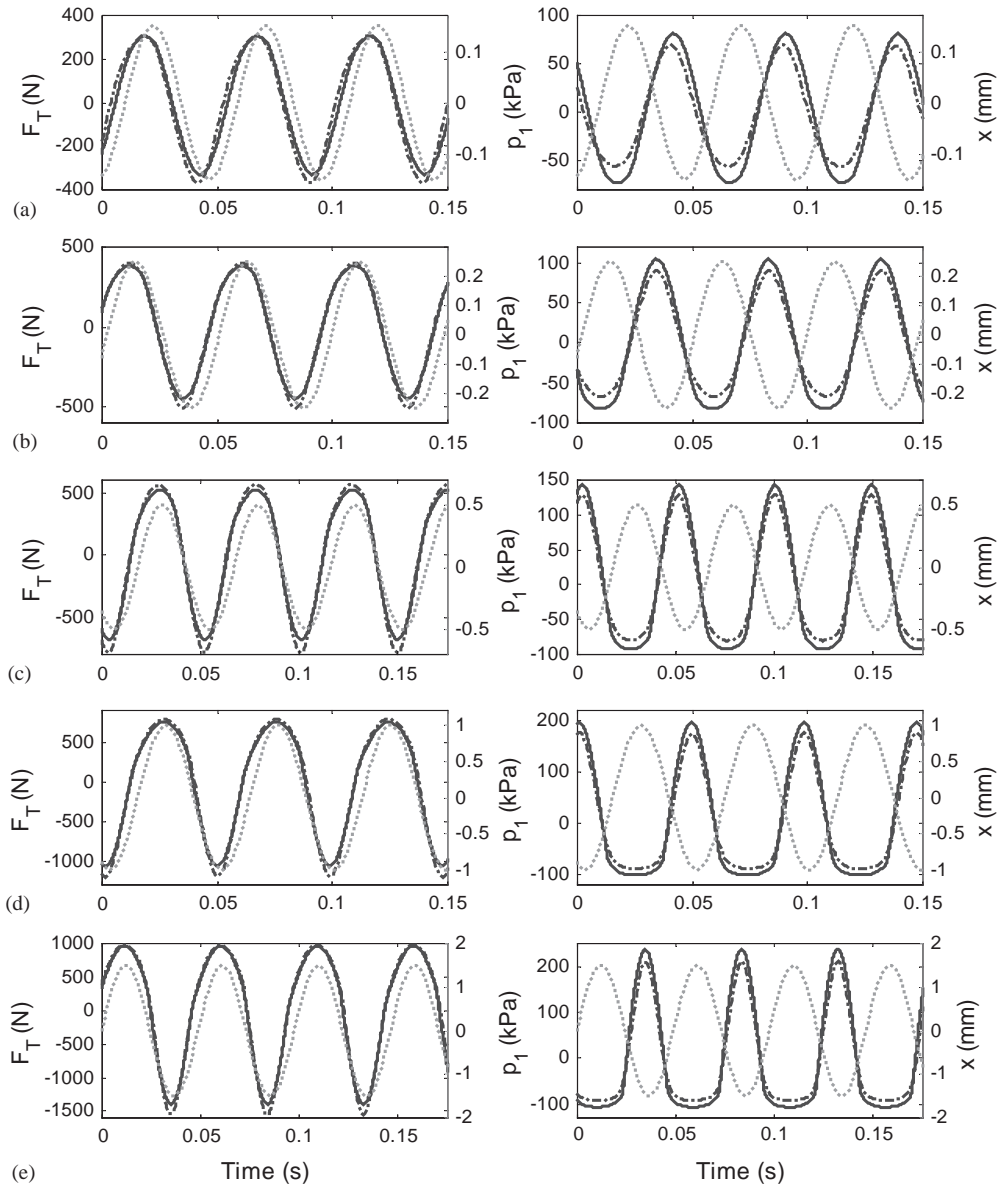 400 200 0 -200 -400
F_T (N)
0.1 0 -0.1
0 0.05 0.1 0.15
100 50 0 -50
p_1 (kPa)
0.1 0 -0.1
x (mm)
0 0.05 0.1 0.15
(a)
500 0 -500
F_T (N)
0.2 0.1 0 -0.1 -0.2
0 0.05 0.1 0.15
100 50 0 -50 -100
p_1 (kPa)
0.2 0.1 0 -0.1 -0.2
x (mm)
0 0.05 0.1 0.15
(b)
500 0 -500
F_T (N)
0.5 0 -0.5
0 0.05 0.1 0.15
150 100 50 0 -50 -100
p_1 (kPa)
0.5 0 -0.5
x (mm)
0 0.05 0.1 0.15
(c)
500 0 -500 -1000
F_T (N)
1 0.5 0 -0.5 -1
0 0.05 0.1 0.15
200 100 0 -100
p_1 (kPa)
1 0.5 0 -0.5 -1
x (mm)
0 0.05 0.1 0.15
(d)
1000 500 0 -500 -1000 -1500
F_T (N)
2 1 0 -1 -2
0 0.05 0.1 0.15
200 100 0 -100
p_1 (kPa)
2 1 0 -1 -2
x (mm)
0 0.05 0.1 0.15
(e)
Time (s)
Time (s)